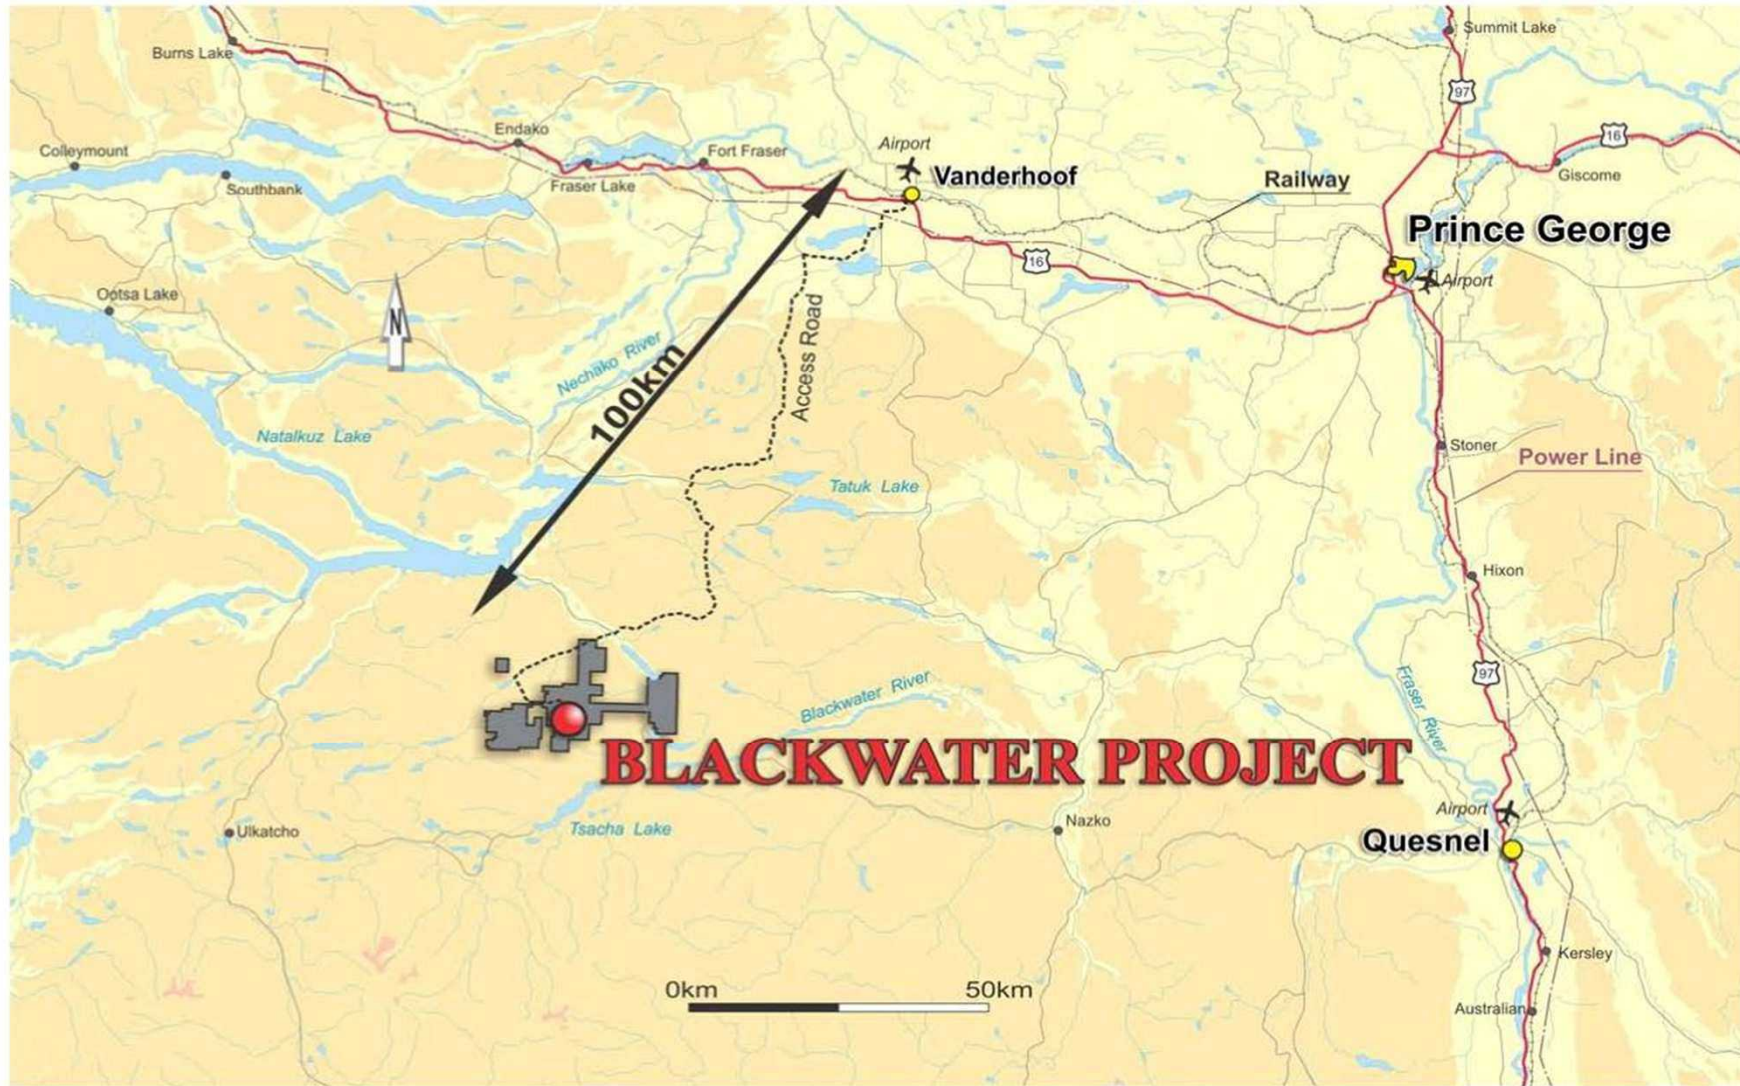 Summit Lake
Burns Lake
97
16
Endako
Airport
Colleymount
Fort Fraser
Vanderhoof
Railway
Giscome
Southbank
Fraser Lake
Prince George
16
Airport
Ootsa Lake
N
Access Road
Nechako River
100km
Natalkuz Lake
Stoner
Power Line
Tatuk Lake
Hixon
97
Fraser River
Blackwater River
BLACKWATER PROJECT
Airport
Nazko
Ulkatcho
Tsacha Lake
Quesnel
Kersley
0km
50km
Australian